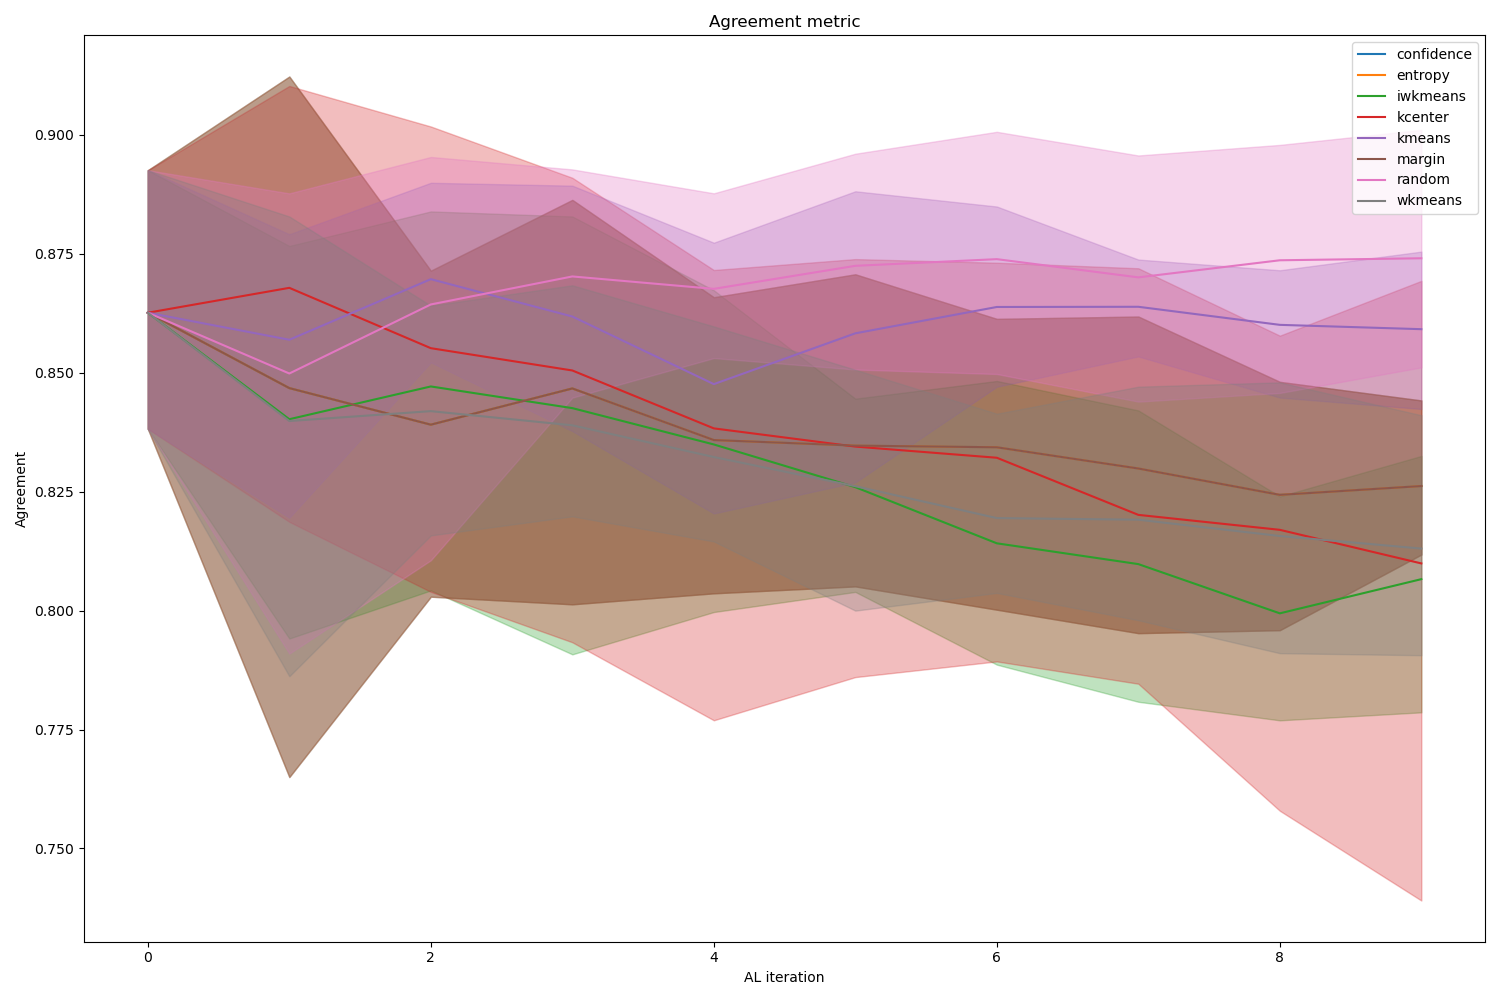 Agreement metric
confidence
entropy
iwkmeans
kcenter
kmeans
margin
random
wkmeans
0.900
0.875
0.850
0.825
0.800
0.775
0.750
Agreement
0 2 4 6 8
AL iteration